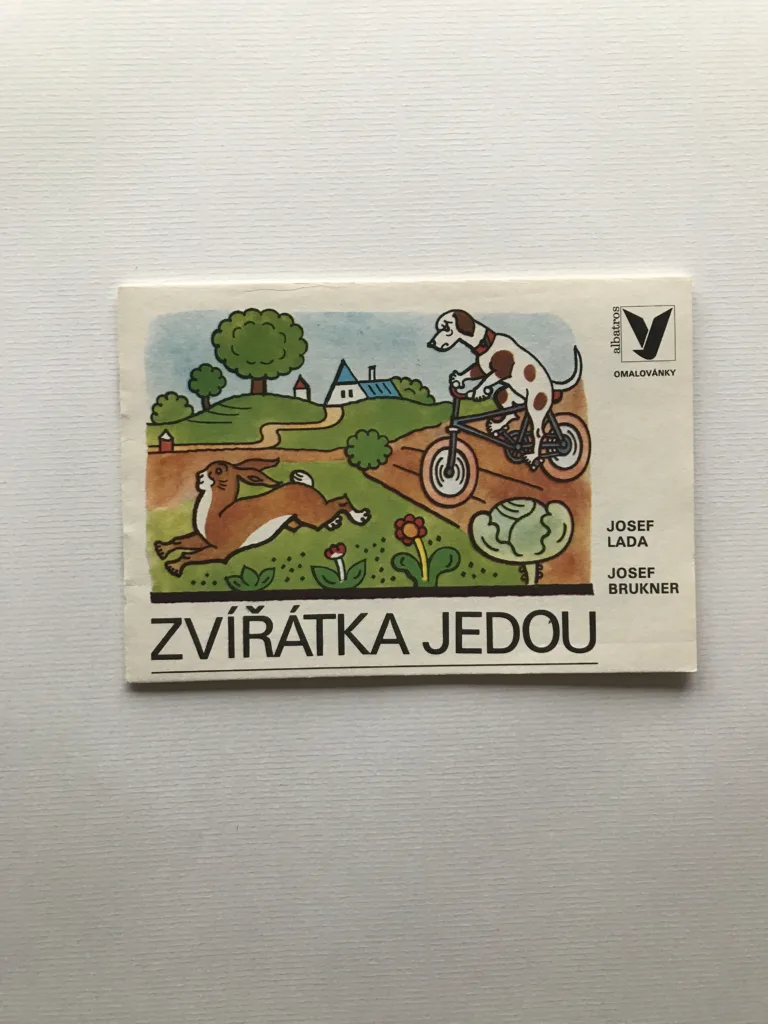 albatros
OMALOVÁNKY
JOSEF
LADA
JOSEF
BRUKNER
ZVÍŘÁTKA JEDOU